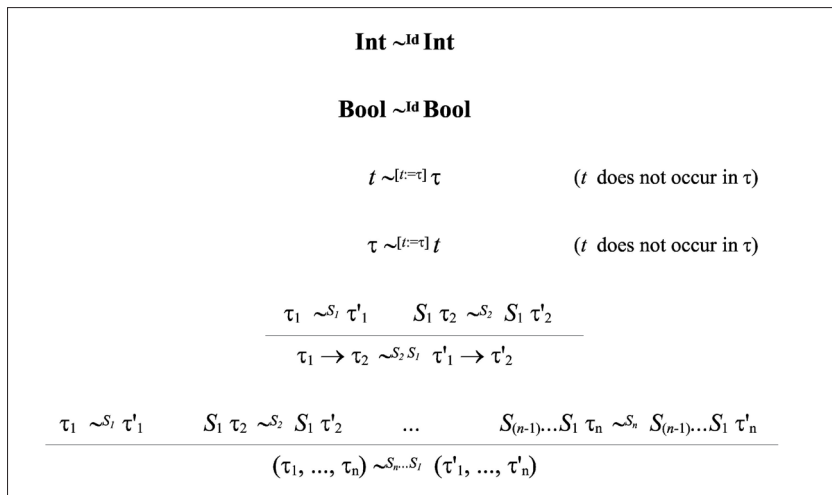 Int ~ᴵᵈ Int
Bool ~ᴵᵈ Bool
t ~[t:=τ] τ (t does not occur in τ)
τ ~[t:=τ] t (t does not occur in τ)
τ₁ ~S₁ τ'₁ S₁ τ₂ ~S₂ S₁ τ'₂
τ₁ → τ₂ ~S₂ S₁ τ'₁ → τ'₂
τ₁ ~S₁ τ'₁ S₁ τ₂ ~S₂ S₁ τ'₂ ... S₍ₙ₋₁₎...S₁ τₙ ~Sₙ S₍ₙ₋₁₎...S₁ τ'ₙ
(τ₁, ..., τₙ) ~Sₙ...S₁ (τ'₁, ..., τ'ₙ)